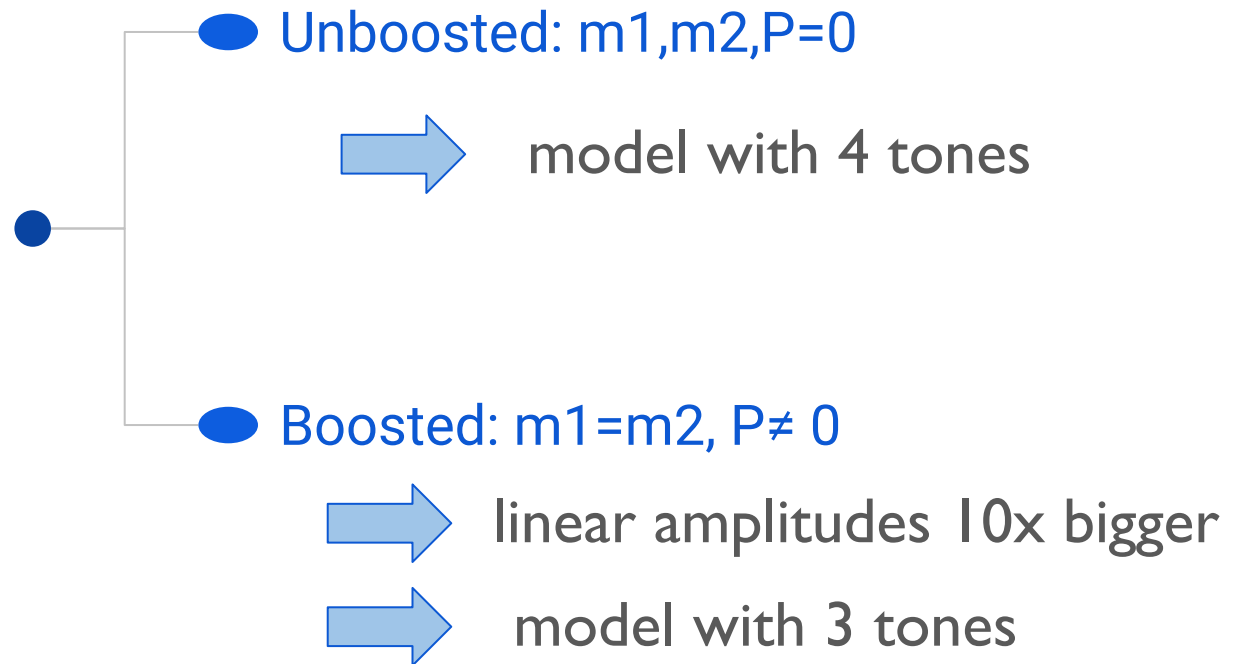 Unboosted: m1,m2,P=0
model with 4 tones
Boosted: m1=m2, P≠ 0
linear amplitudes 10x bigger
model with 3 tones